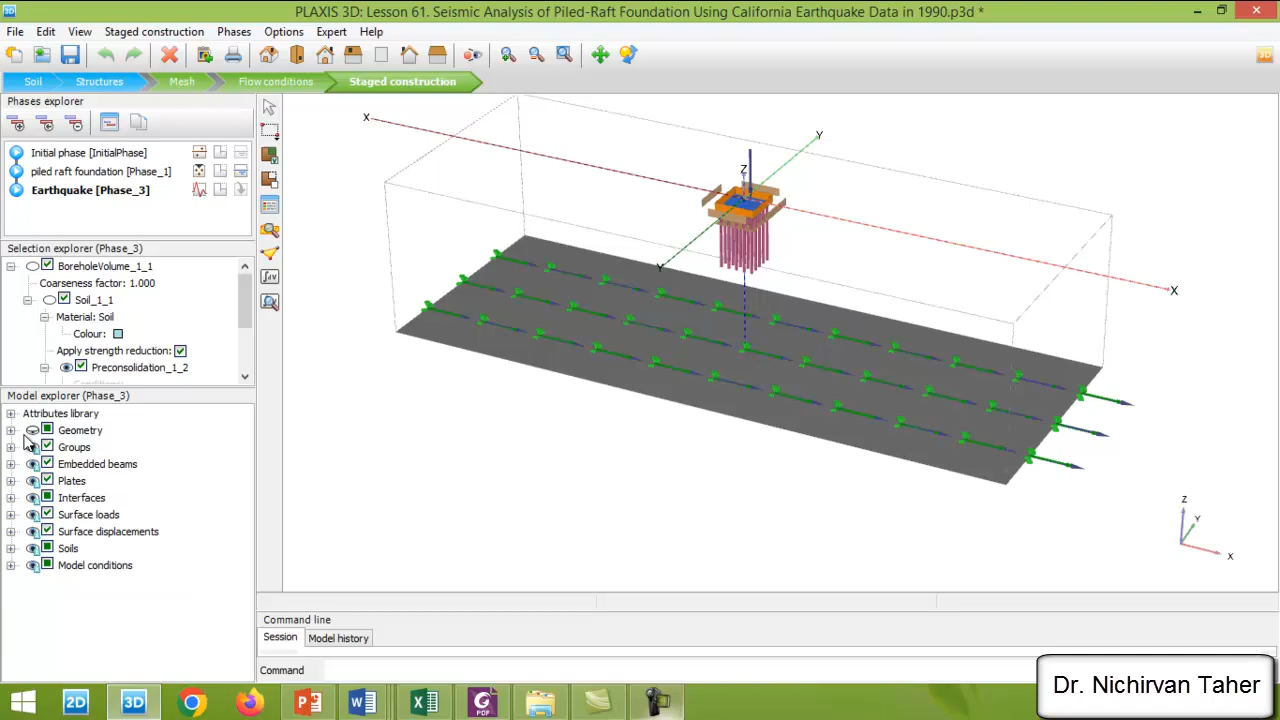 PLAXIS 3D: Lesson 61. Seismic Analysis of Piled-Raft Foundation Using California Earthquake Data in 1990.p3d *
File Edit View Staged construction Phases Options Expert Help
Soil Structures Mesh Flow conditions Staged construction
Phases explorer
Initial phase [InitialPhase]
piled raft foundation [Phase_1]
Earthquake [Phase_3]
Selection explorer (Phase_3)
BoreholeVolume_1_1
Coarseness factor: 1.000
Soil_1_1
Material: Soil
Colour:
Apply strength reduction:
Preconsolidation_1_2
Model explorer (Phase_3)
Attributes library
Geometry
Groups
Embedded beams
Plates
Interfaces
Surface loads
Surface displacements
Soils
Model conditions
X
Y
Z
Y
X
Z
Y
X
Command line
Session Model history
Command
2D 3D
PDF
Dr. Nichirvan Taher